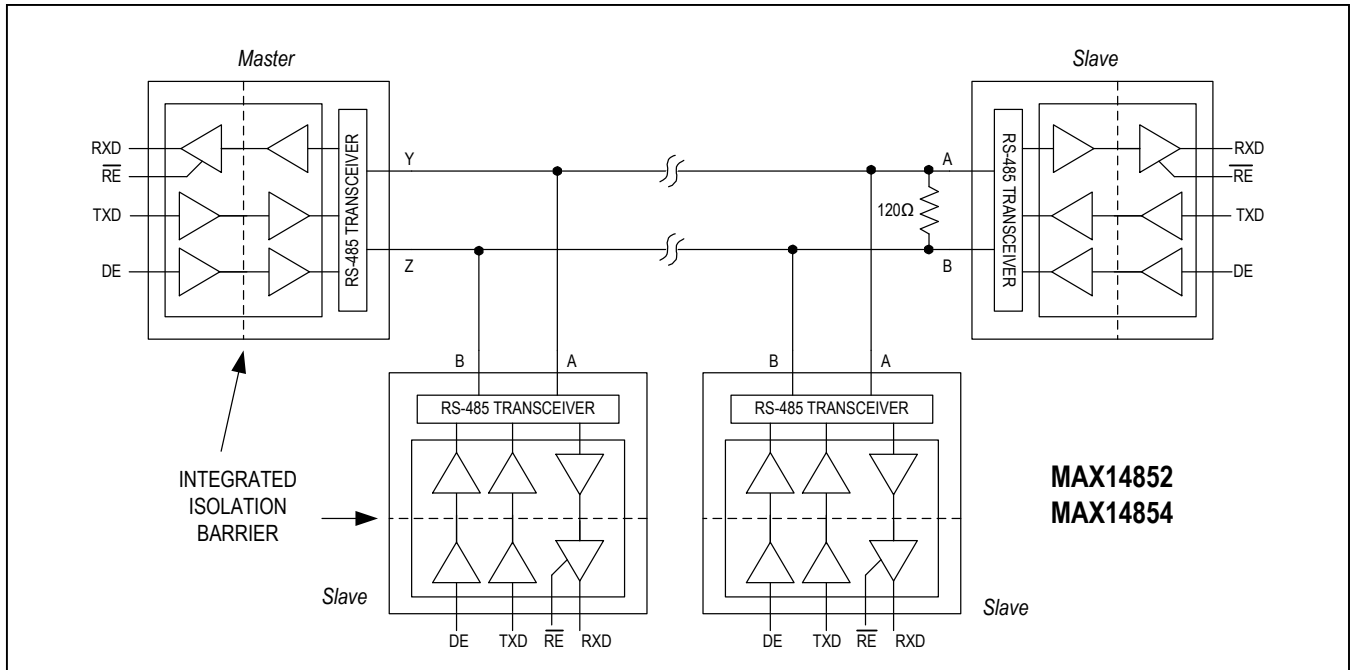 Master
Slave
RXD
RE
TXD
DE
RS-485 TRANSCEIVER
Y
Z
A
120Ω
B
RS-485 TRANSCEIVER
RXD
RE
TXD
DE
B
A
B
A
RS-485 TRANSCEIVER
RS-485 TRANSCEIVER
INTEGRATED
ISOLATION
BARRIER
MAX14852
MAX14854
Slave
Slave
DE
TXD
RE
RXD
DE
TXD
RE
RXD